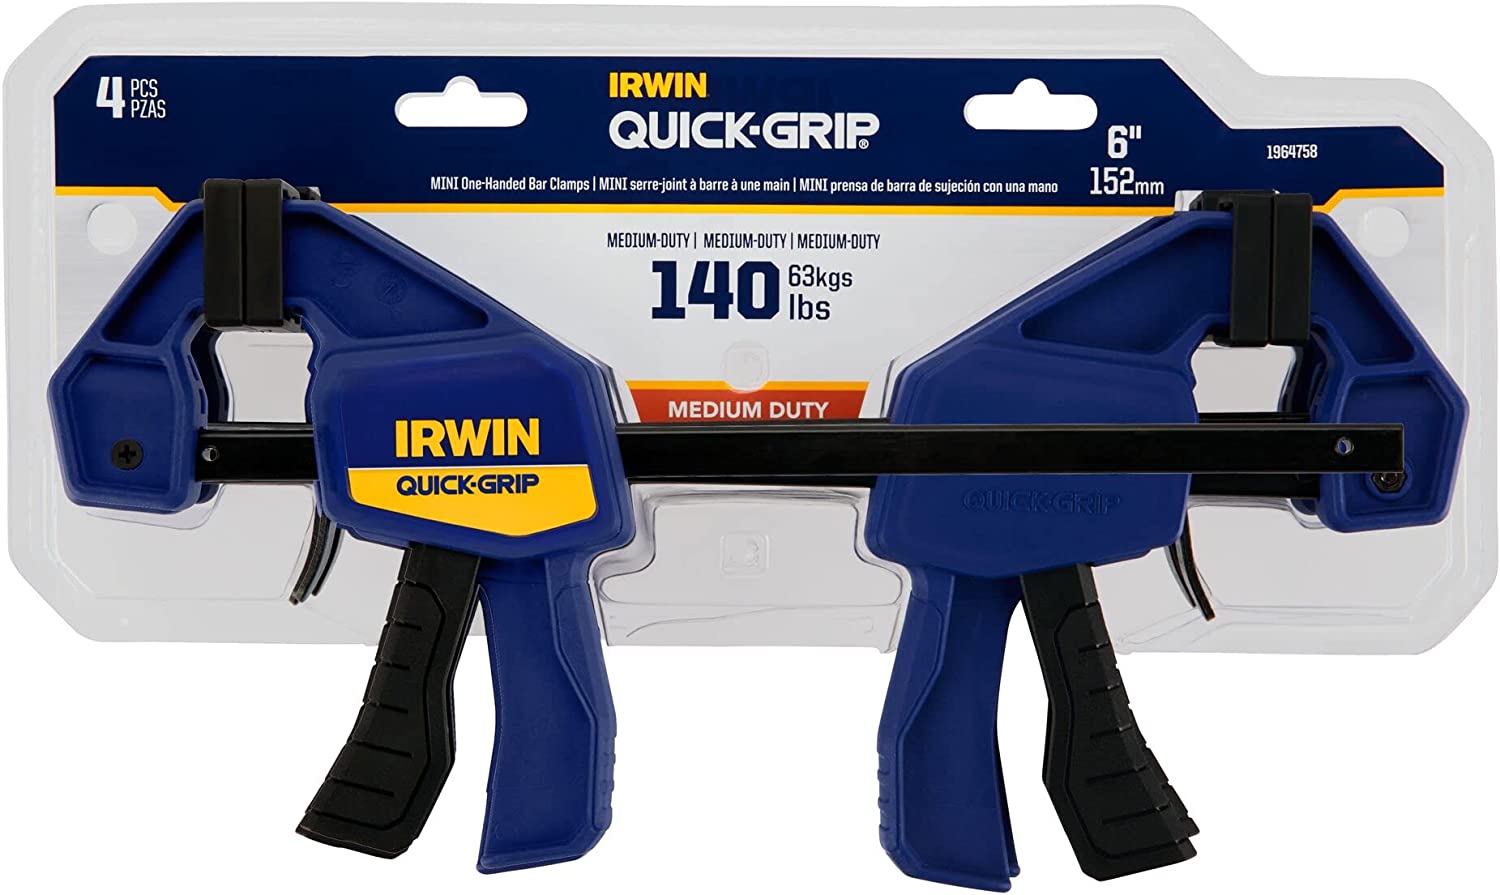 4 PCS
PZAS
IRWIN
QUICK-GRIP®
6"
152mm
1964758
MINI One-Handed Bar Clamps | MINI serre-joint à barre à une main | MINI prensa de barra de sujeción con una mano
MEDIUM-DUTY | MEDIUM-DUTY | MEDIUM-DUTY
140 63kgs
lbs
MEDIUM DUTY
IRWIN
QUICK-GRIP
QUICK-GRIP